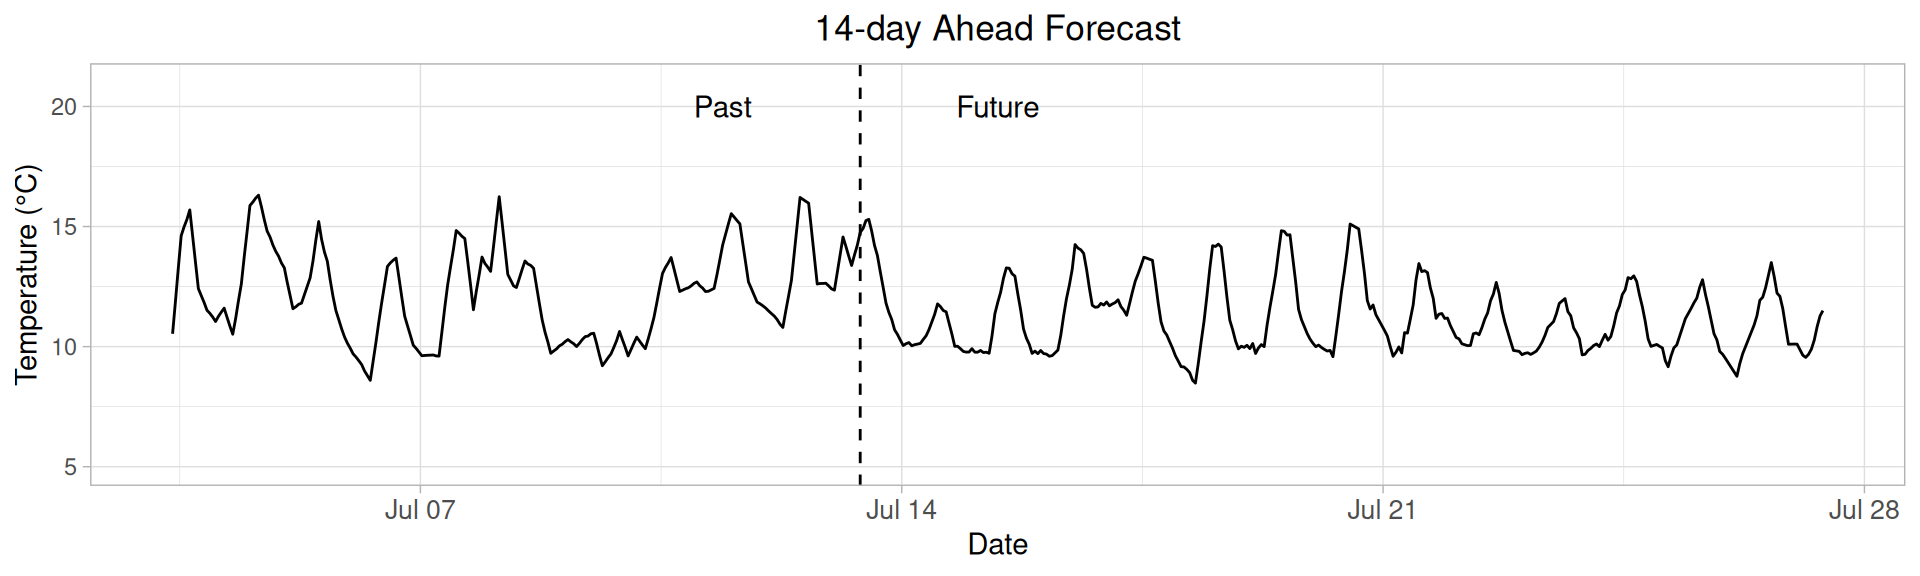 14-day Ahead Forecast
Past
Future
Temperature (°C)
20
15
10
5
Jul 07
Jul 14
Jul 21
Jul 28
Date